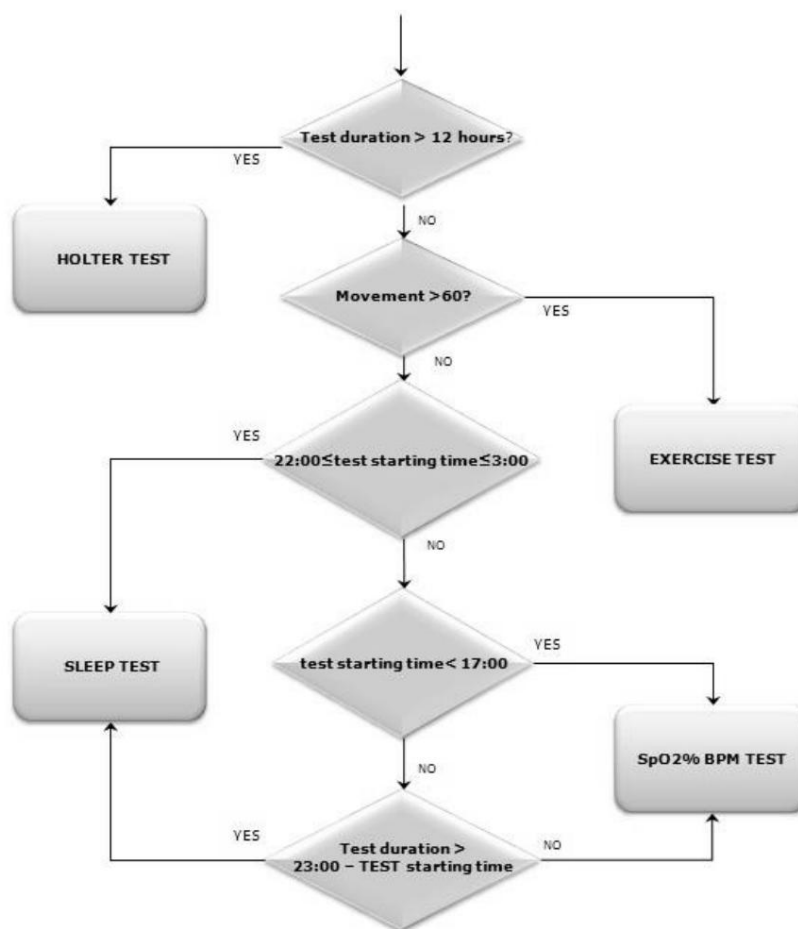 Test duration > 12 hours?
YES
NO
HOLTER TEST
Movement >60?
YES
NO
EXERCISE TEST
YES
22:00≤test starting time≤3:00
NO
SLEEP TEST
test starting time< 17:00
YES
NO
SpO2% BPM TEST
YES
Test duration >
23:00 – TEST starting time
NO